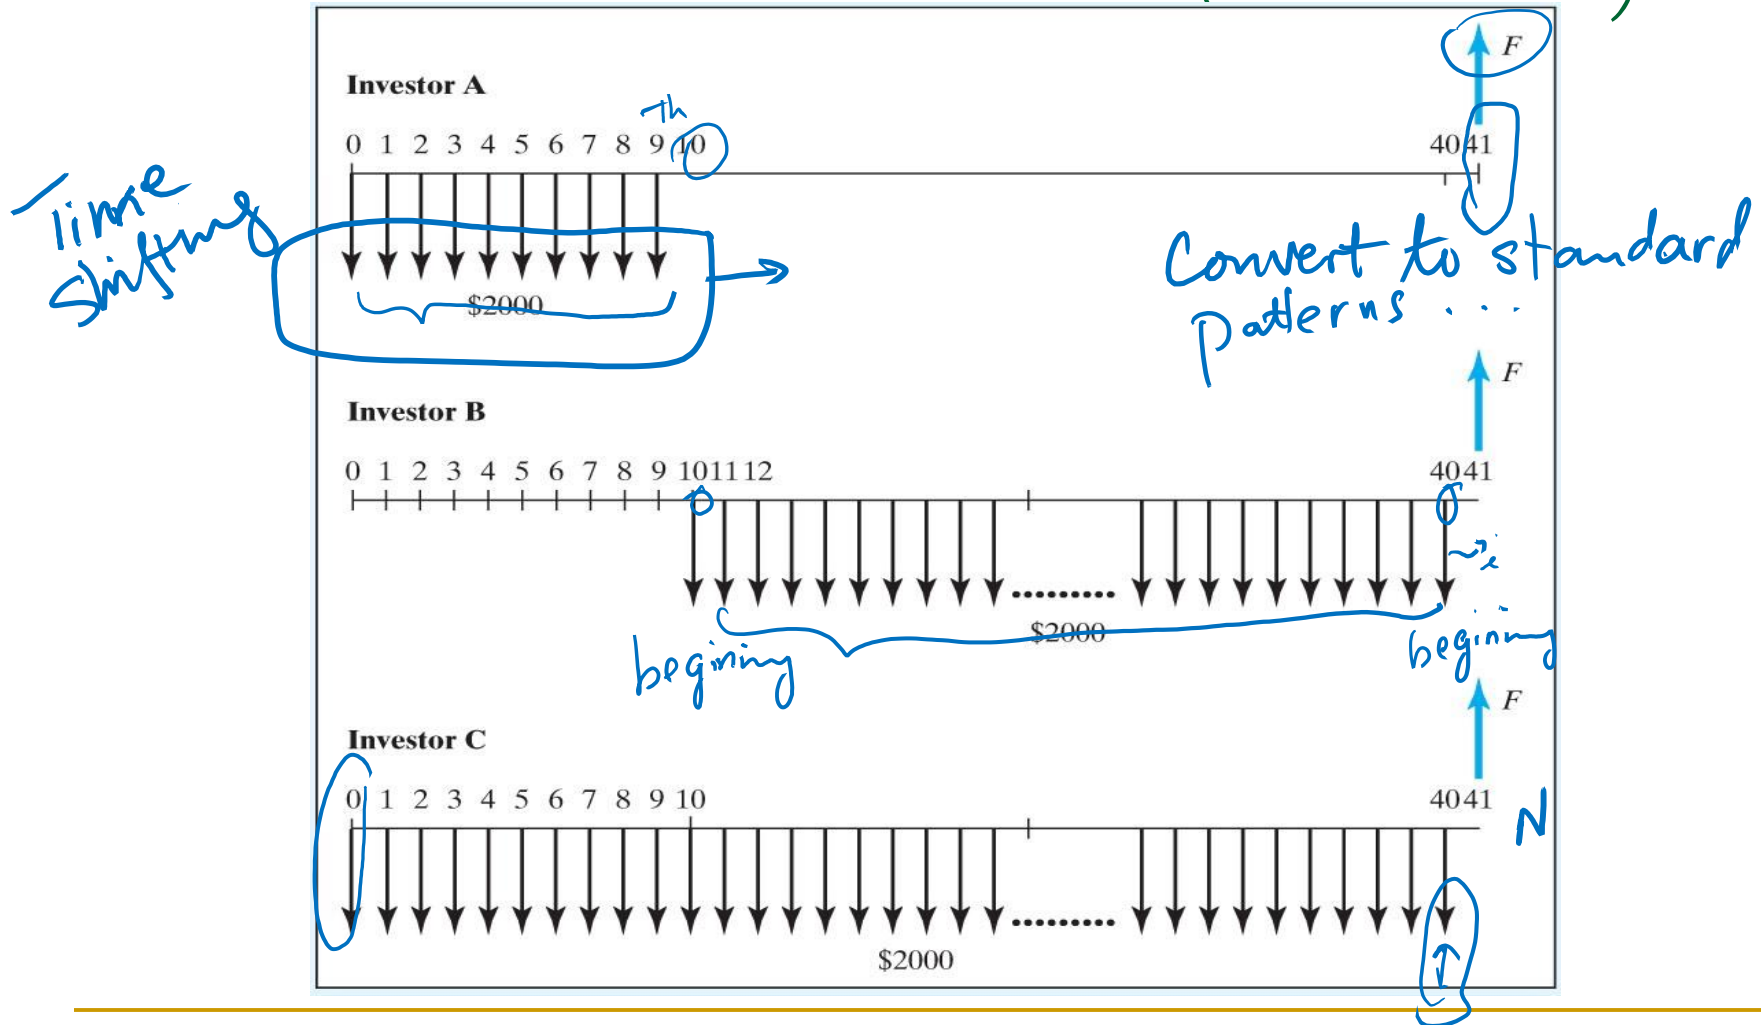 F
Investor A
Th
0 1 2 3 4 5 6 7 8 9 10 40 41
Time
shifting
$2000
Convert to standard
patterns ...
F
Investor B
0 1 2 3 4 5 6 7 8 9 10 11 12 40 41
i
$2000
begining
begining
F
Investor C
0 1 2 3 4 5 6 7 8 9 10 40 41
N
$2000